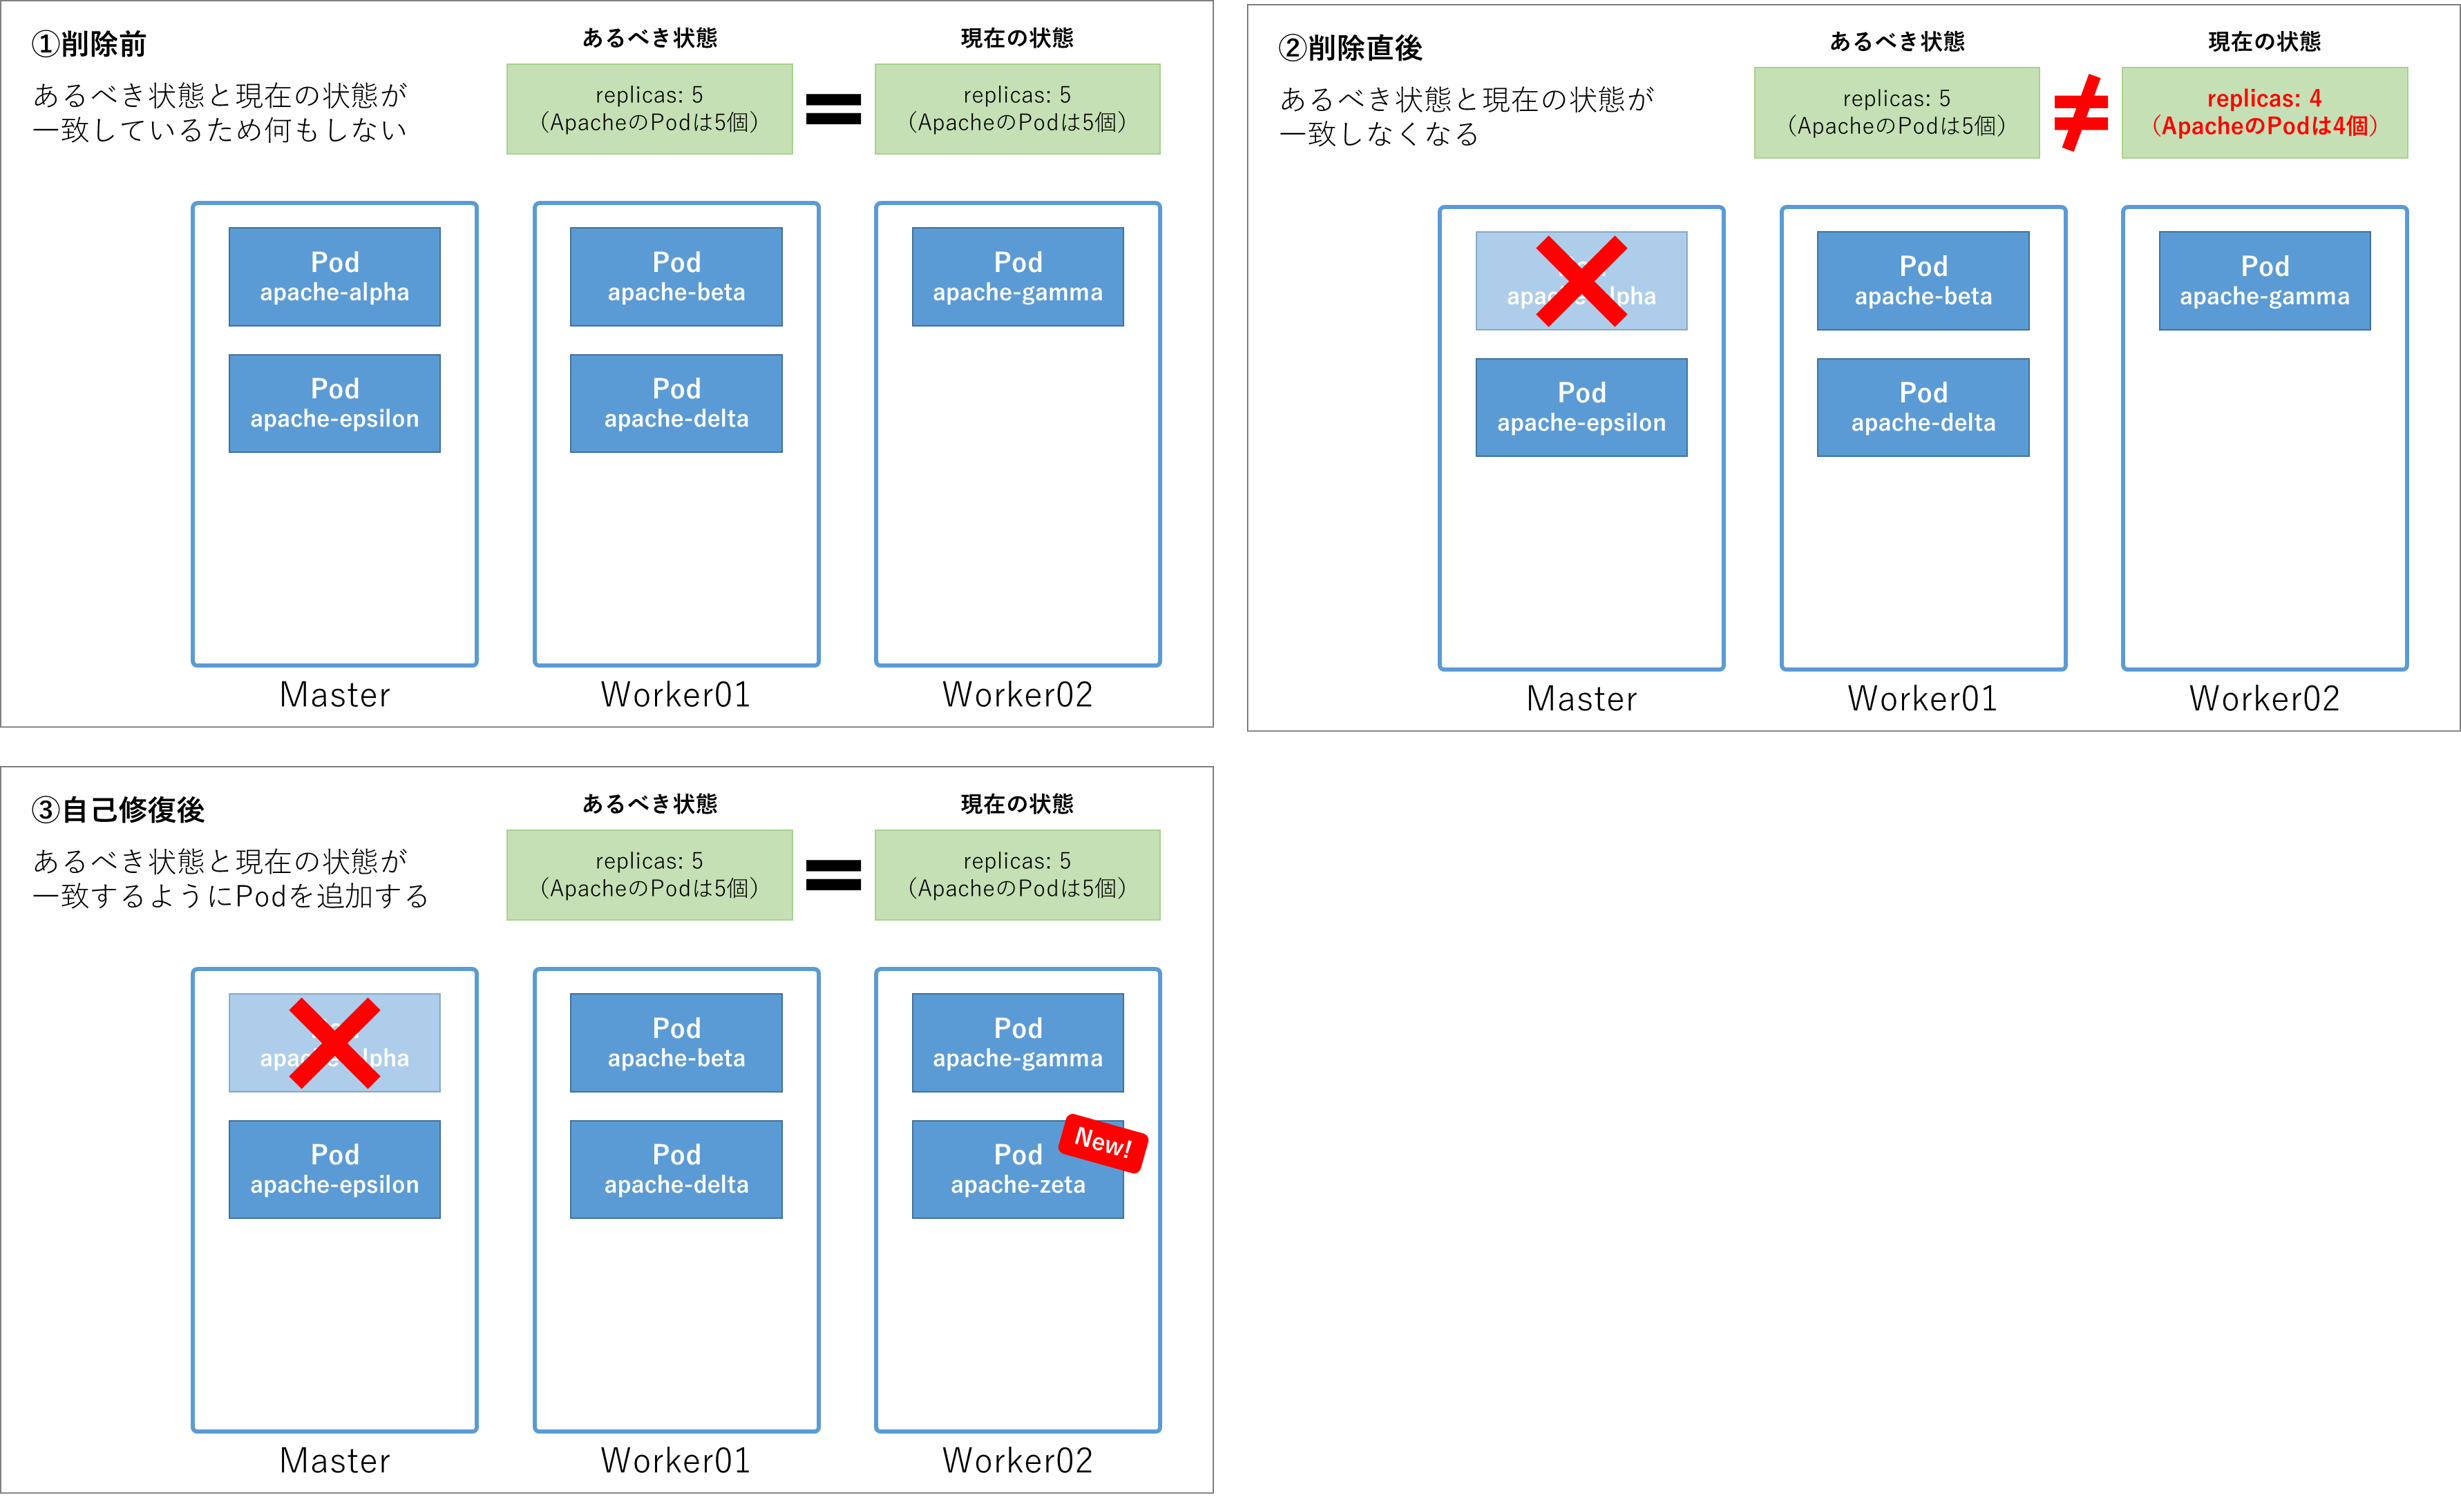 ①削除前
あるべき状態と現在の状態が
一致しているため何もしない
あるべき状態
replicas: 5
（ApacheのPodは5個）
=
現在の状態
replicas: 5
（ApacheのPodは5個）
Pod
apache-alpha
Pod
apache-epsilon
Master
Pod
apache-beta
Pod
apache-delta
Worker01
Pod
apache-gamma
Worker02
②削除直後
あるべき状態と現在の状態が
一致しなくなる
あるべき状態
replicas: 5
（ApacheのPodは5個）
≠
現在の状態
replicas: 4
（ApacheのPodは4個）
Pod
apache-epsilon
Master
Pod
apache-beta
Pod
apache-delta
Worker01
Pod
apache-gamma
Worker02
③自己修復後
あるべき状態と現在の状態が
一致するようにPodを追加する
あるべき状態
replicas: 5
（ApacheのPodは5個）
=
現在の状態
replicas: 5
（ApacheのPodは5個）
Pod
apache-epsilon
Master
Pod
apache-beta
Pod
apache-delta
Worker01
Pod
apache-gamma
New!
Pod
apache-zeta
Worker02